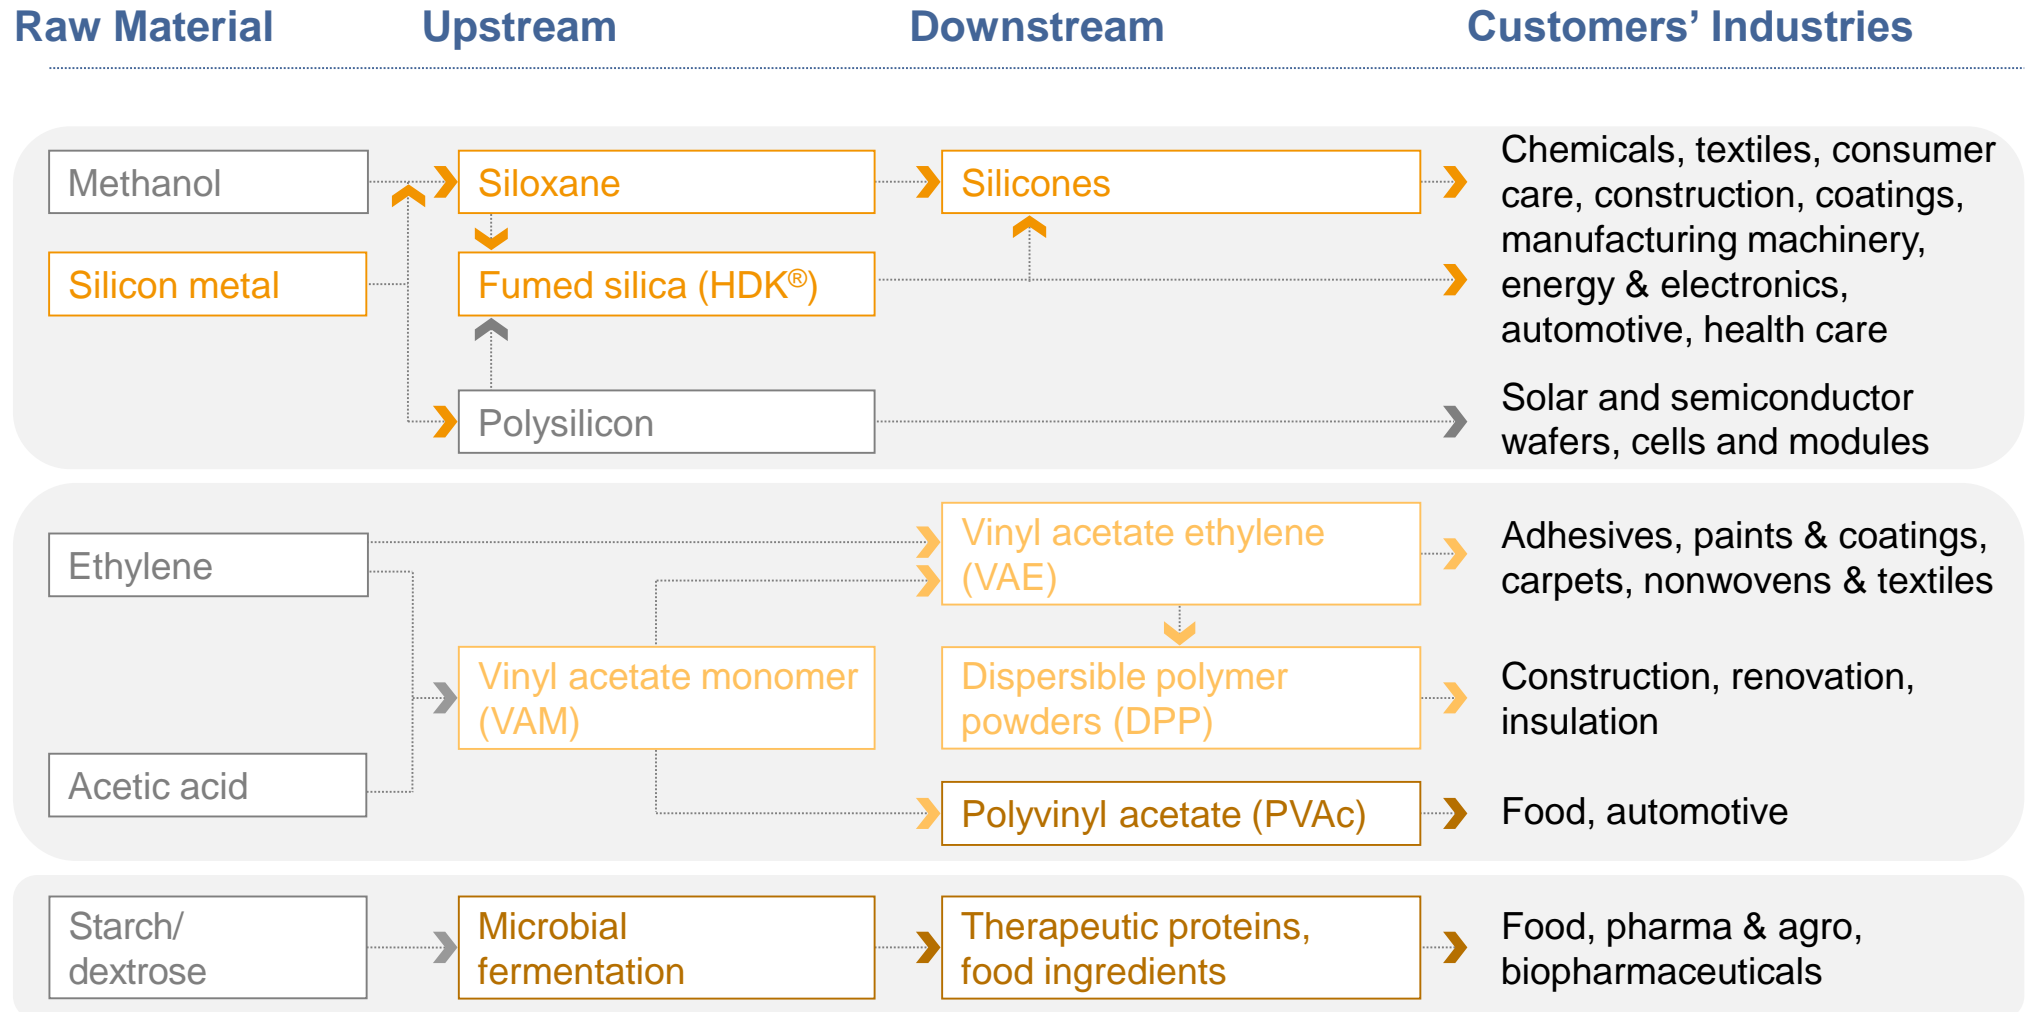 Raw Material
Upstream
Downstream
Customers’ Industries
Methanol
Siloxane
Silicones
Chemicals, textiles, consumer
care, construction, coatings,
manufacturing machinery,
energy & electronics,
automotive, health care
Silicon metal
Fumed silica (HDK®)
Polysilicon
Solar and semiconductor
wafers, cells and modules
Ethylene
Vinyl acetate ethylene
(VAE)
Adhesives, paints & coatings,
carpets, nonwovens & textiles
Vinyl acetate monomer
(VAM)
Dispersible polymer
powders (DPP)
Construction, renovation,
insulation
Acetic acid
Polyvinyl acetate (PVAc)
Food, automotive
Starch/
dextrose
Microbial
fermentation
Therapeutic proteins,
food ingredients
Food, pharma & agro,
biopharmaceuticals